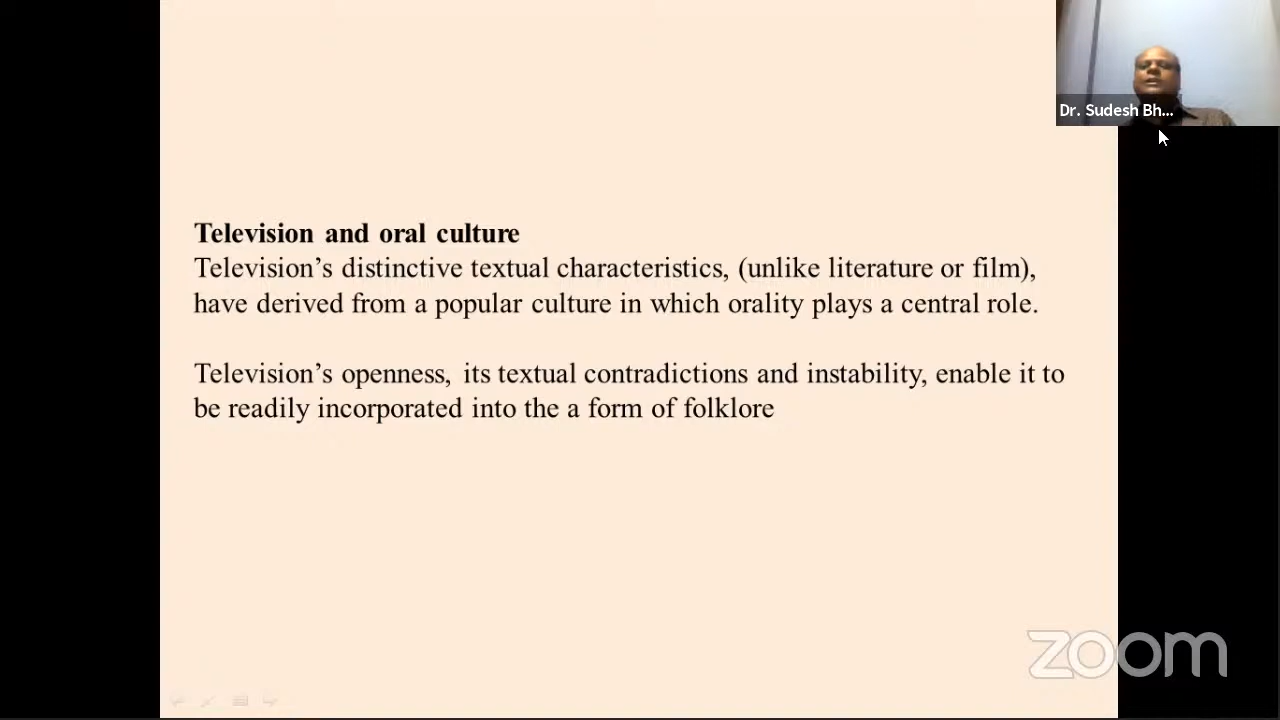 Dr. Sudesh Bh...
Television and oral culture
Television’s distinctive textual characteristics, (unlike literature or film),
have derived from a popular culture in which orality plays a central role.
Television’s openness, its textual contradictions and instability, enable it to
be readily incorporated into the a form of folklore
zoom